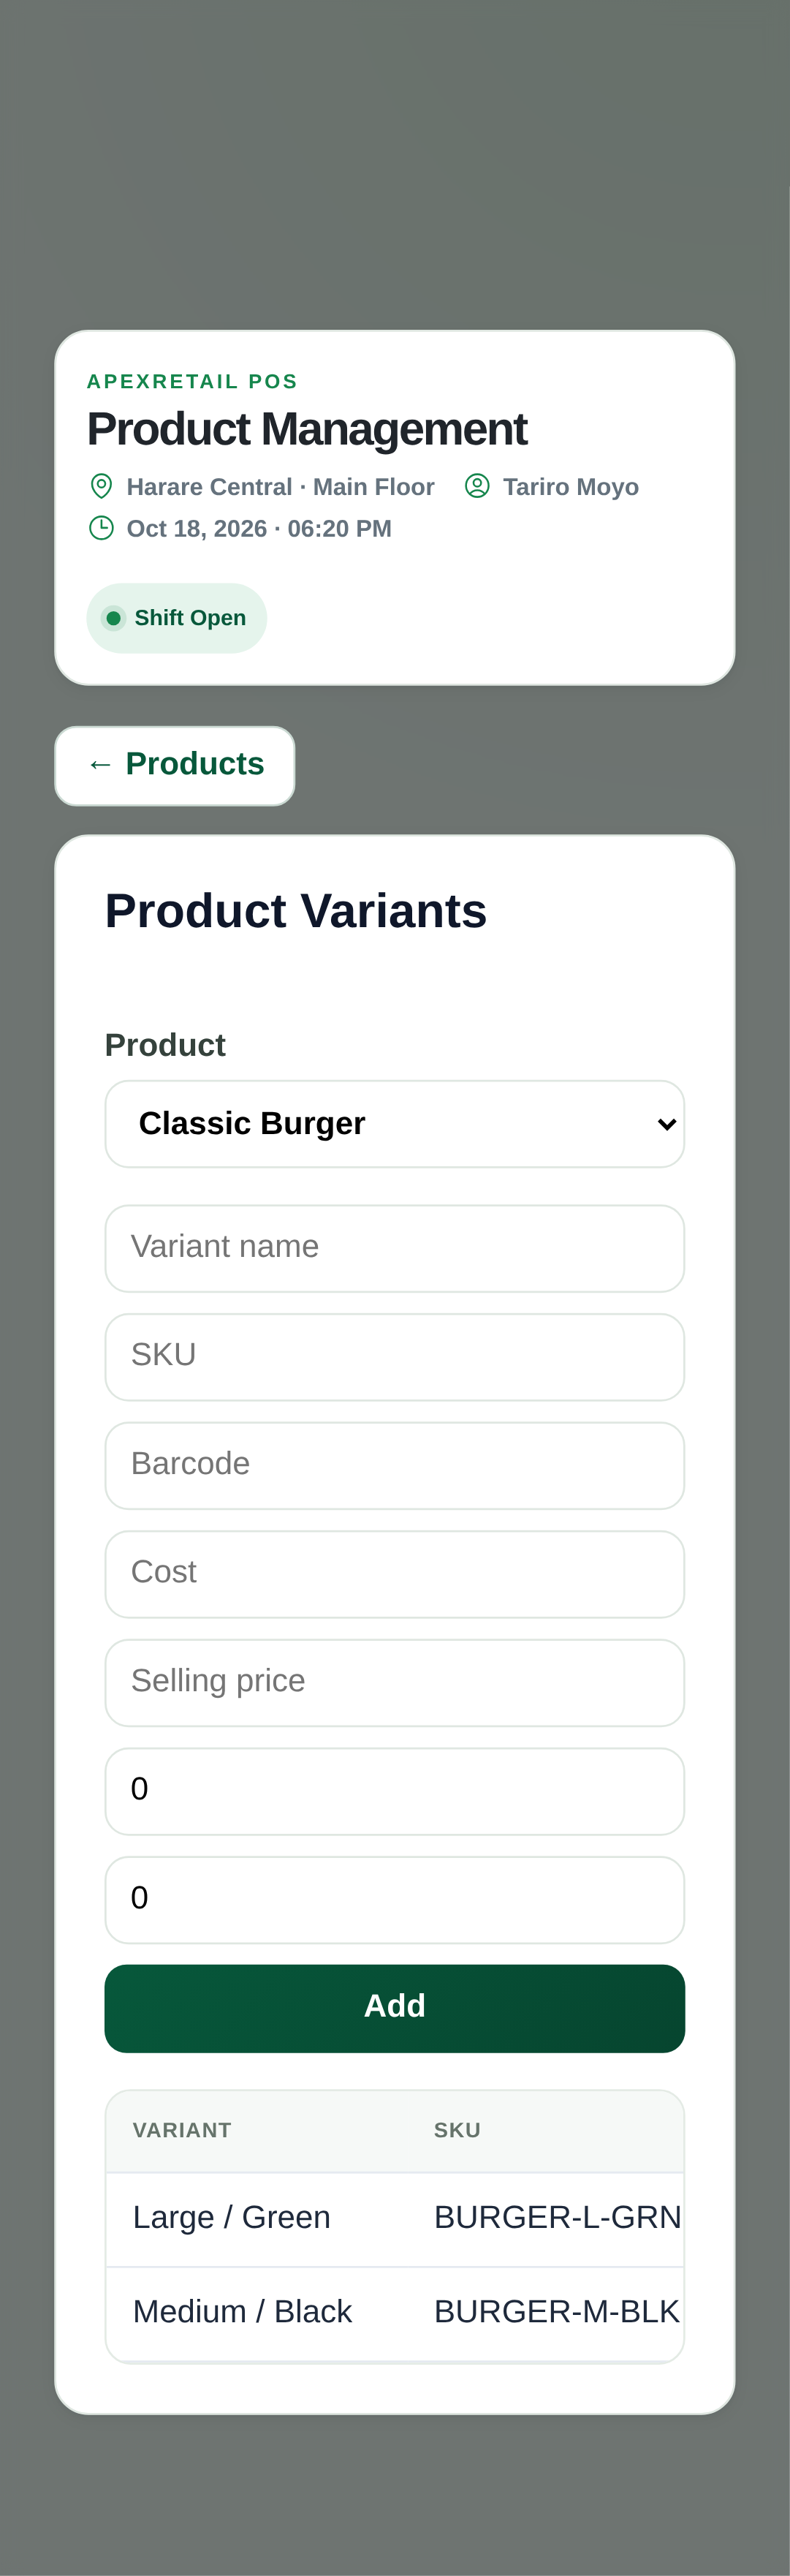 APEXRETAIL POS
Product Management
Harare Central · Main Floor Tariro Moyo
Oct 18, 2026 · 06:20 PM
Shift Open
← Products
Product Variants
Product
Classic Burger
Variant name
SKU
Barcode
Cost
Selling price
0
0
Add
VARIANT SKU
Large / Green BURGER-L-GRN
Medium / Black BURGER-M-BLK